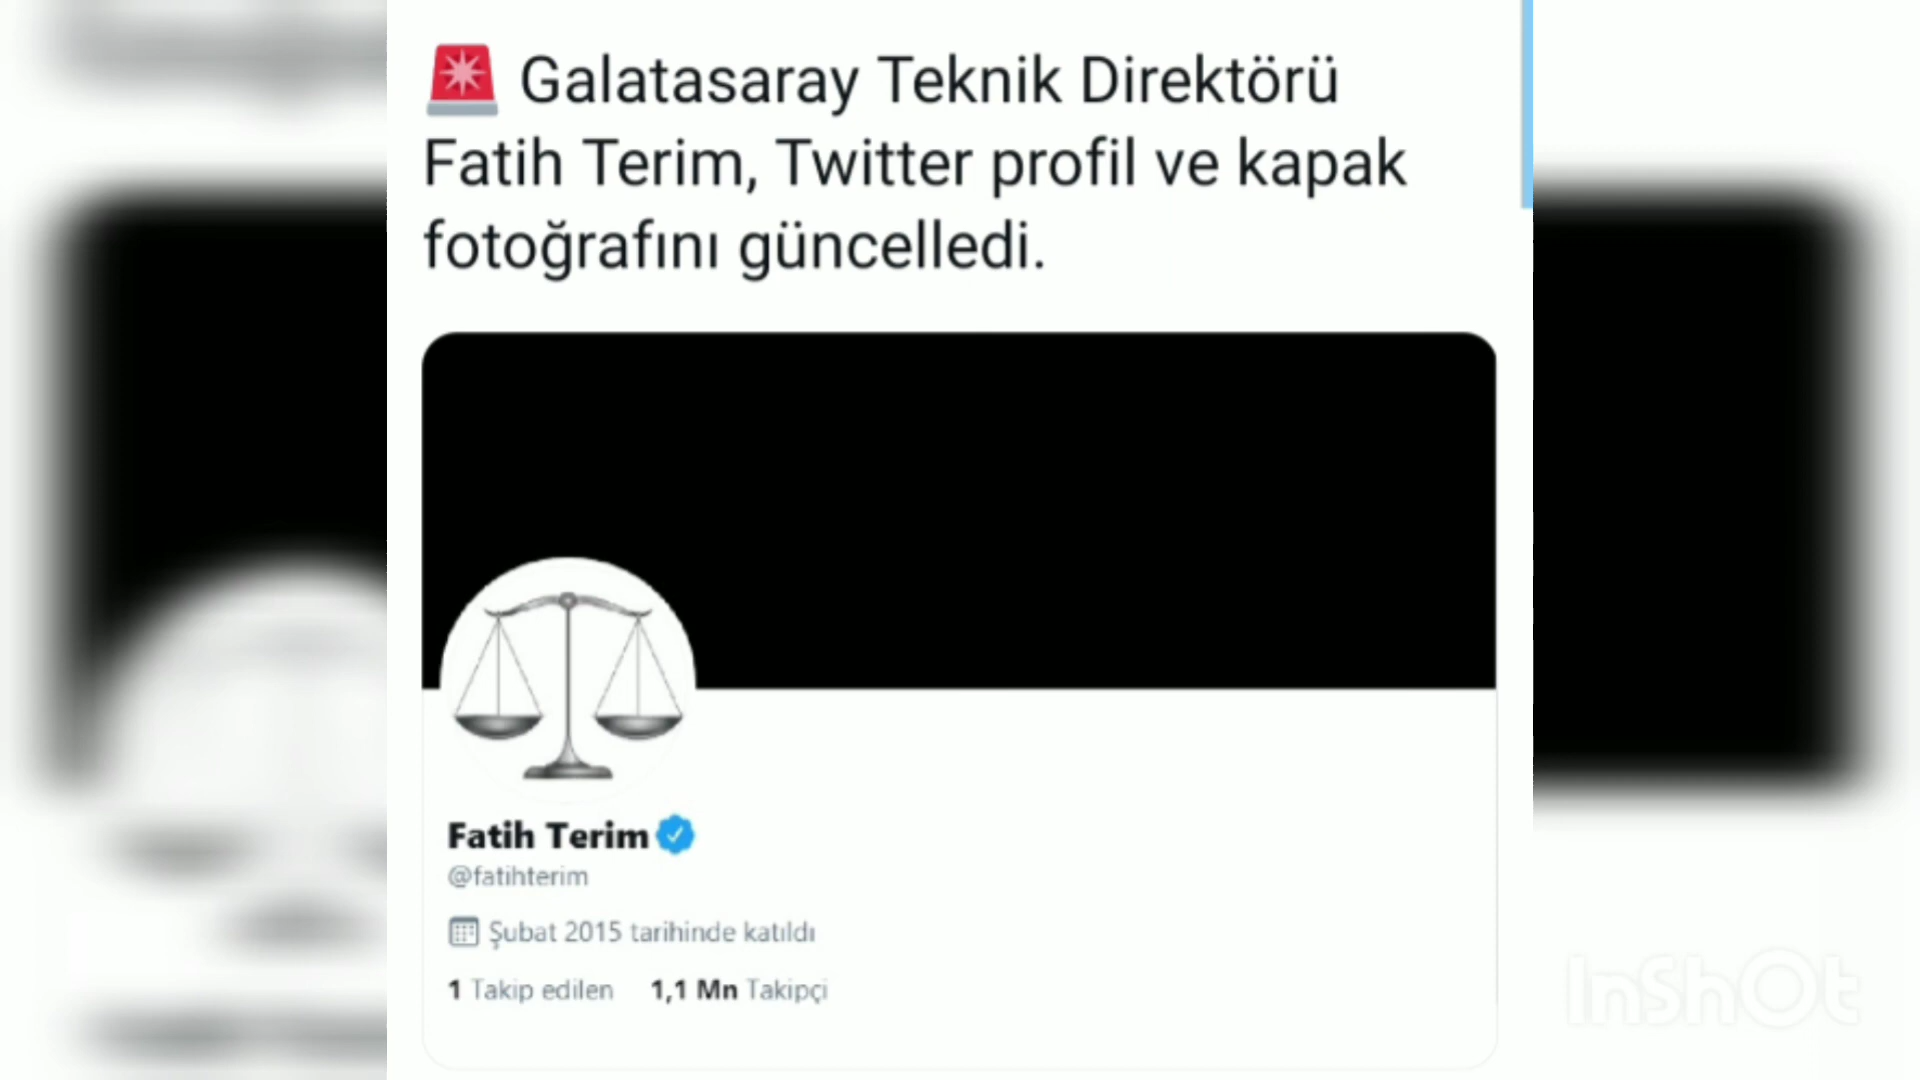 Galatasaray Teknik Direktörü
Fatih Terim, Twitter profil ve kapak
fotoğrafını güncelledi.
Fatih Terim
@fatihterim
Şubat 2015 tarihinde katıldı
1 Takip edilen 1,1 Mn Takipçi
InShOt